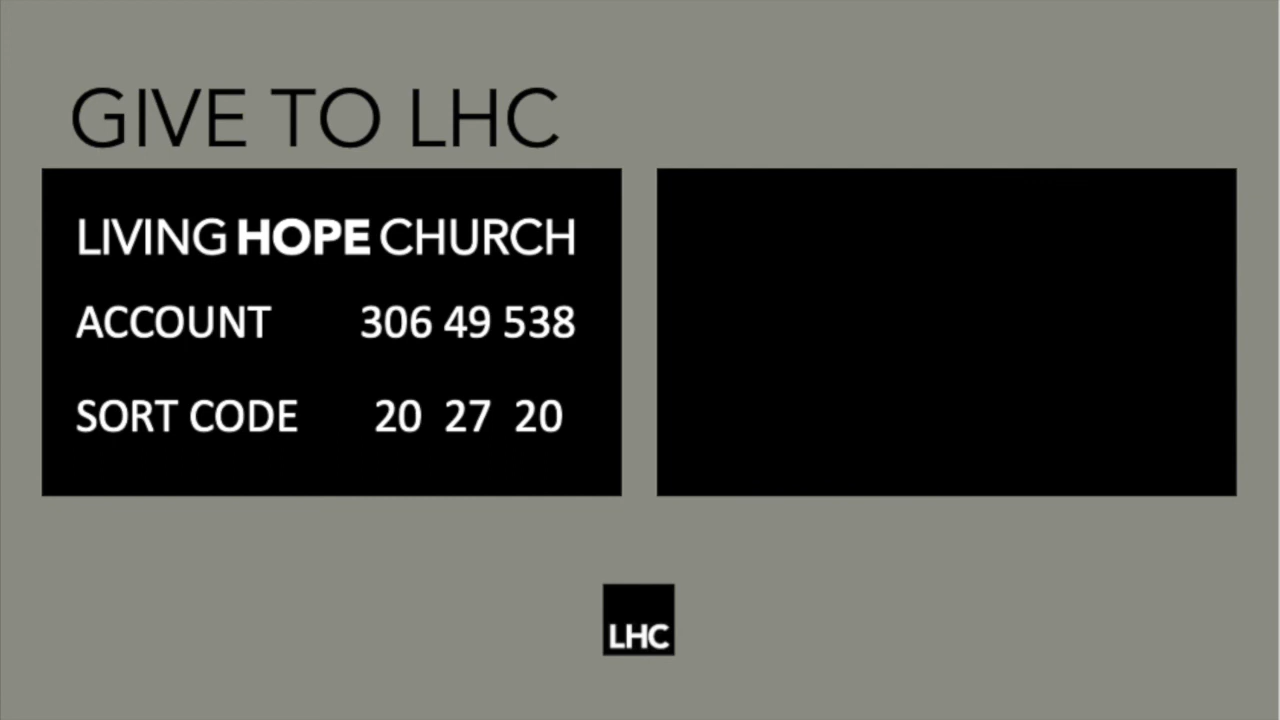 GIVE TO LHC
LIVING HOPE CHURCH
ACCOUNT 306 49 538
SORT CODE 20 27 20
LHC